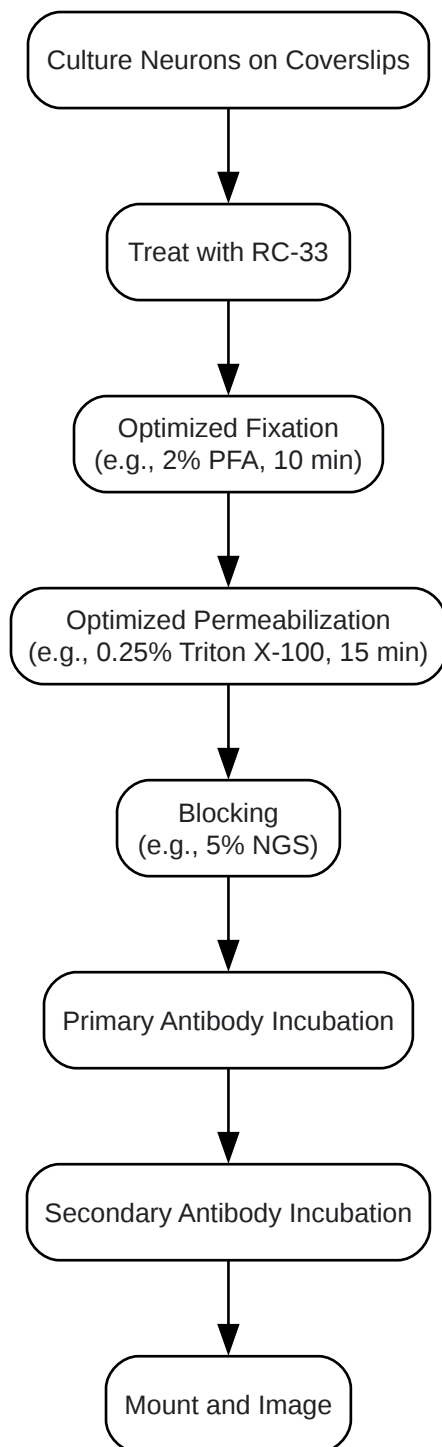 Culture Neurons on Coverslips
Treat with RC-33
Optimized Fixation
(e.g., 2% PFA, 10 min)
Optimized Permeabilization
(e.g., 0.25% Triton X-100, 15 min)
Blocking
(e.g., 5% NGS)
Primary Antibody Incubation
Secondary Antibody Incubation
Mount and Image